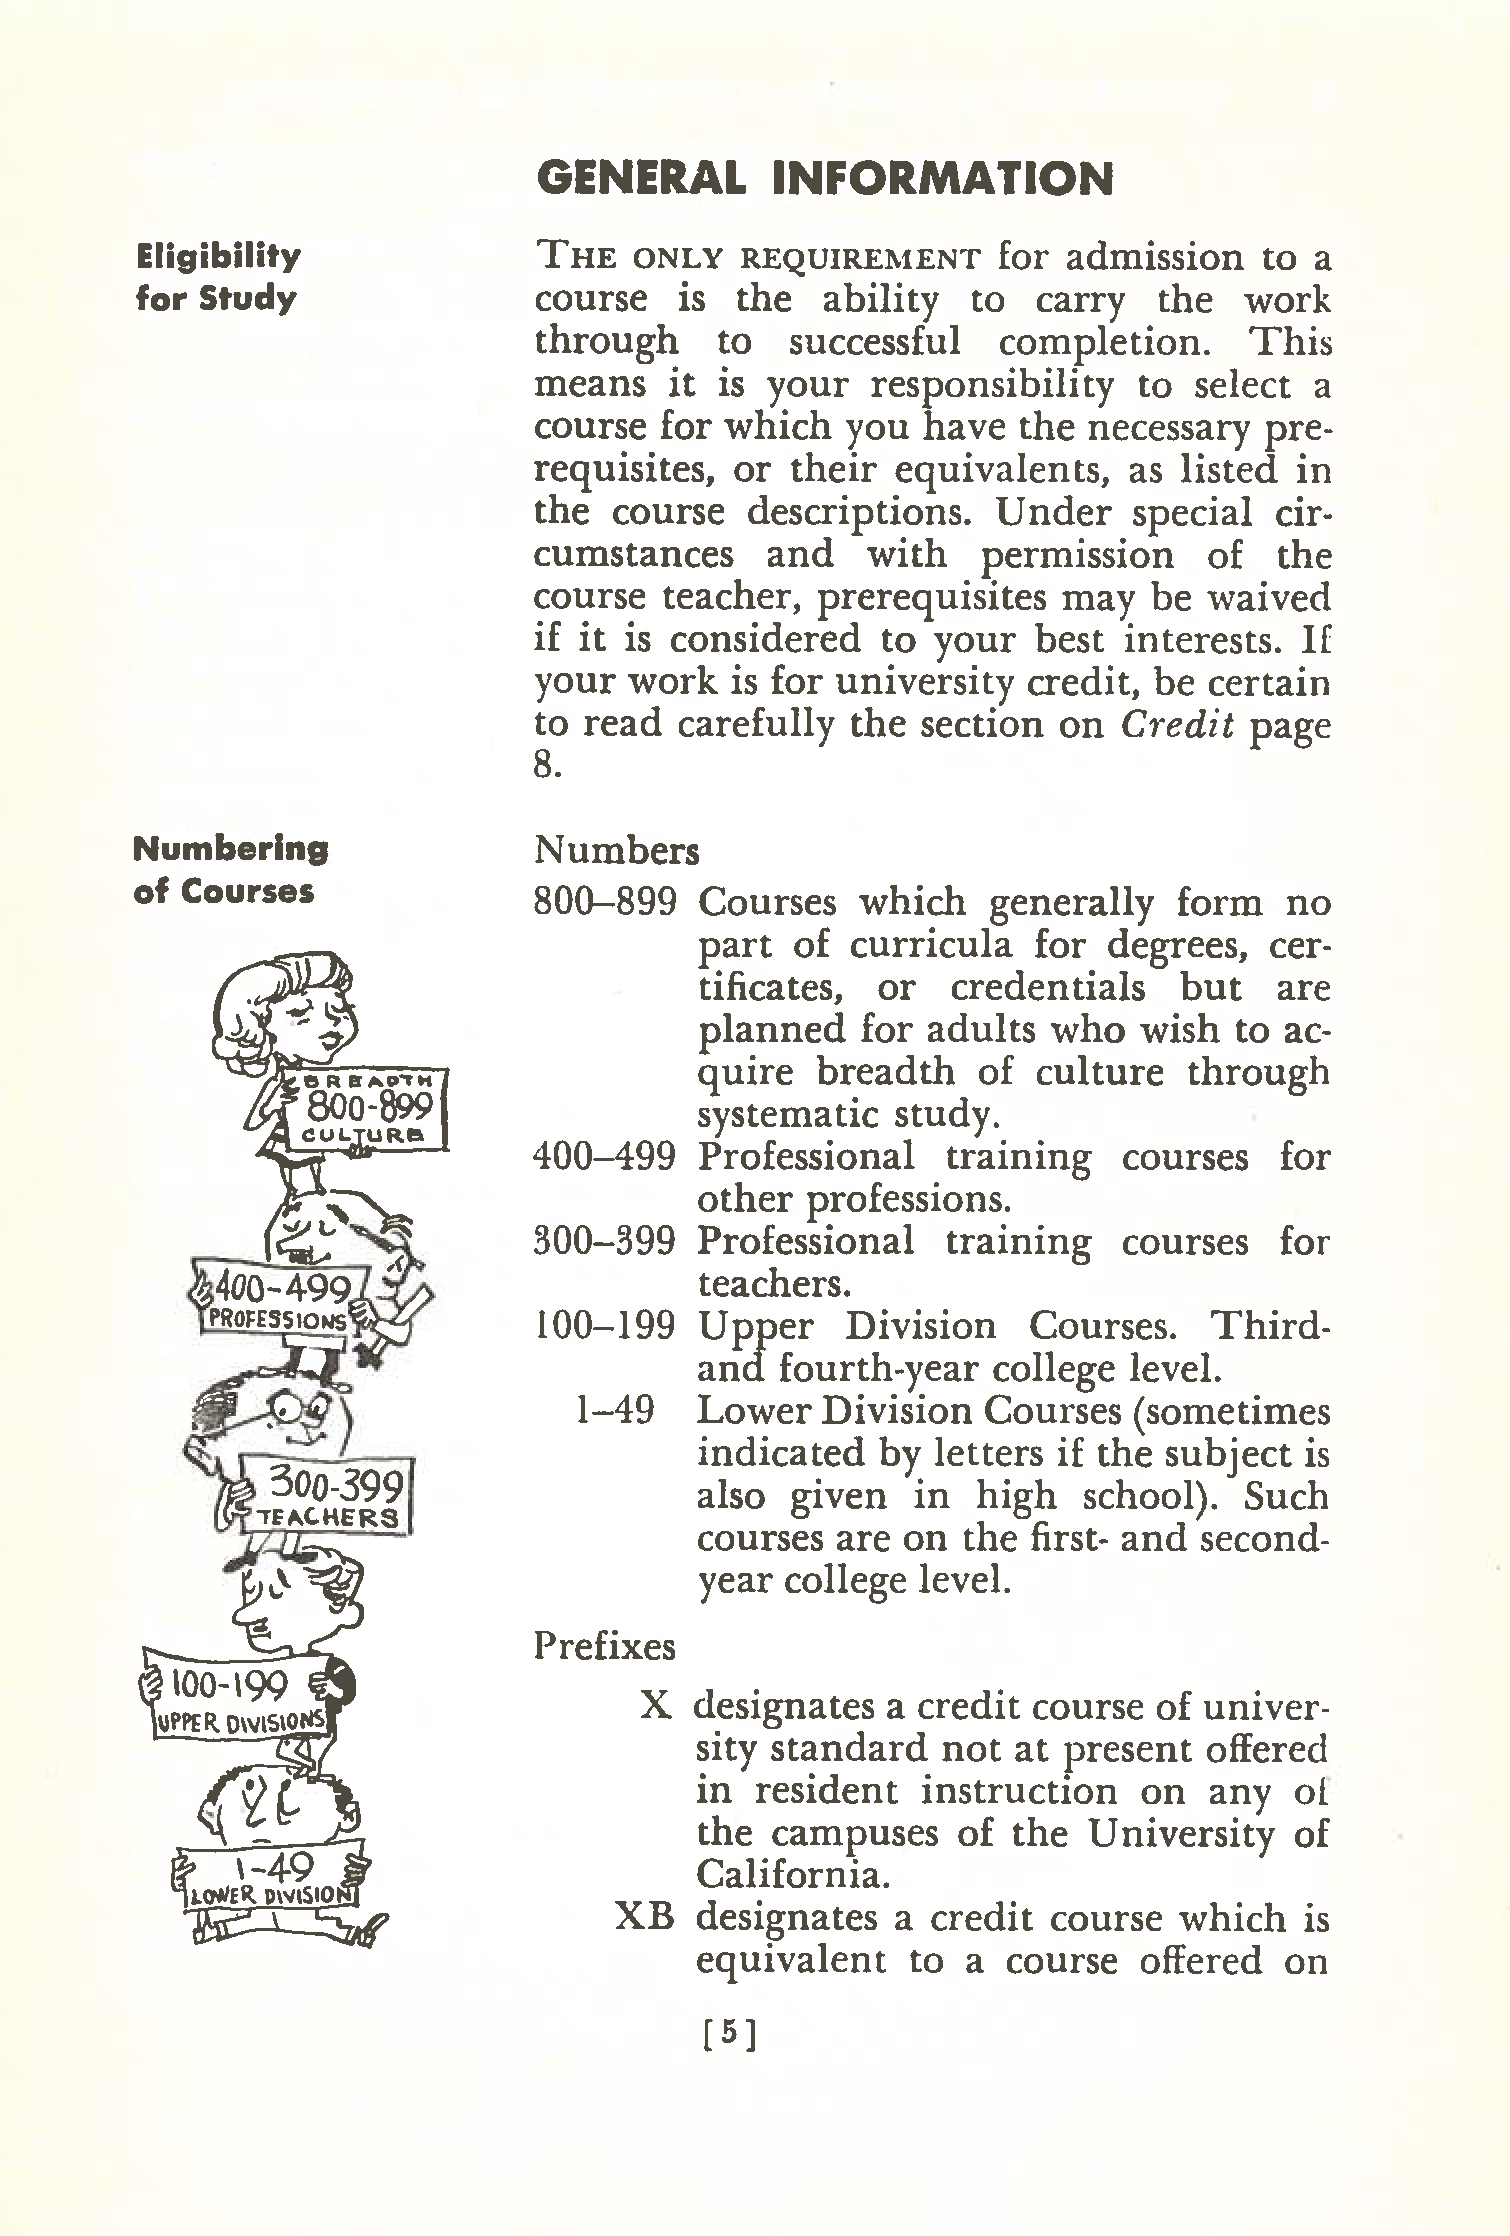 GENERAL INFORMATION
Eligibility
for Study
THE ONLY REQUIREMENT for admission to a
course is the ability to carry the work
through to successful completion. This
means it is your responsibility to select a
course for which you have the necessary pre-
requisites, or their equivalents, as listed in
the course descriptions. Under special cir-
cumstances and with permission of the
course teacher, prerequisites may be waived
if it is considered to your best interests. If
your work is for university credit, be certain
to read carefully the section on Credit page
8.
Numbering
of Courses
BREADTH
800-899
CULTURE
400-499
PROFESSIONS
300-399
TEACHERS
100-199
UPPER DIVISIONS
1-49
LOWER DIVISION
Numbers
800–899 Courses which generally form no
part of curricula for degrees, cer-
tificates, or credentials but are
planned for adults who wish to ac-
quire breadth of culture through
systematic study.
400–499 Professional training courses for
other professions.
300–399 Professional training courses for
teachers.
100–199 Upper Division Courses. Third-
and fourth-year college level.
1–49 Lower Division Courses (sometimes
indicated by letters if the subject is
also given in high school). Such
courses are on the first- and second-
year college level.
Prefixes
X designates a credit course of univer-
sity standard not at present offered
in resident instruction on any of
the campuses of the University of
California.
XB designates a credit course which is
equivalent to a course offered on
[5]